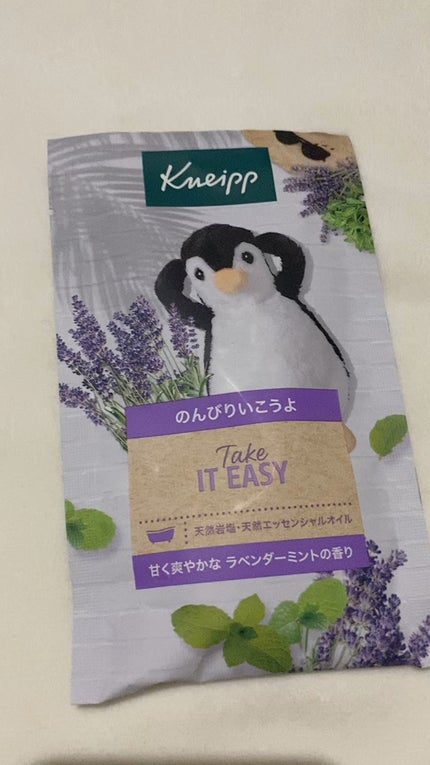 Kneipp
のんびりいこうよ
Take
IT EASY
天然岩塩・天然エッセンシャルオイル
甘く爽やかな ラベンダーミントの香り